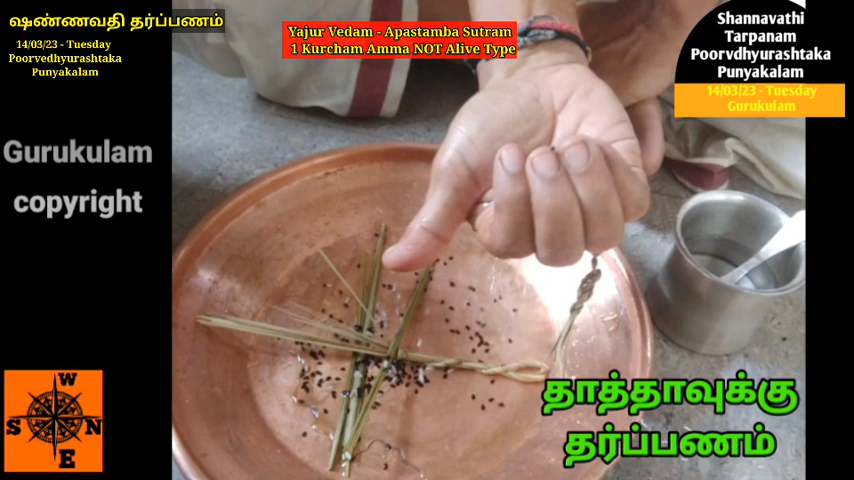 ஷண்ணவதி தர்ப்பணம்
14/03/23 - Tuesday
Poorvedhyurashtaka
Punyakalam
Yajur Vedam - Apastamba Sutram
1 Kurcham Amma NOT Alive Type
Shannavathi
Tarpanam
Poorvdhyurashtaka
Punyakalam
14/03/23 - Tuesday
Gurukulam
Gurukulam
copyright
W
S N
E
தாத்தாவுக்கு
தர்ப்பணம்